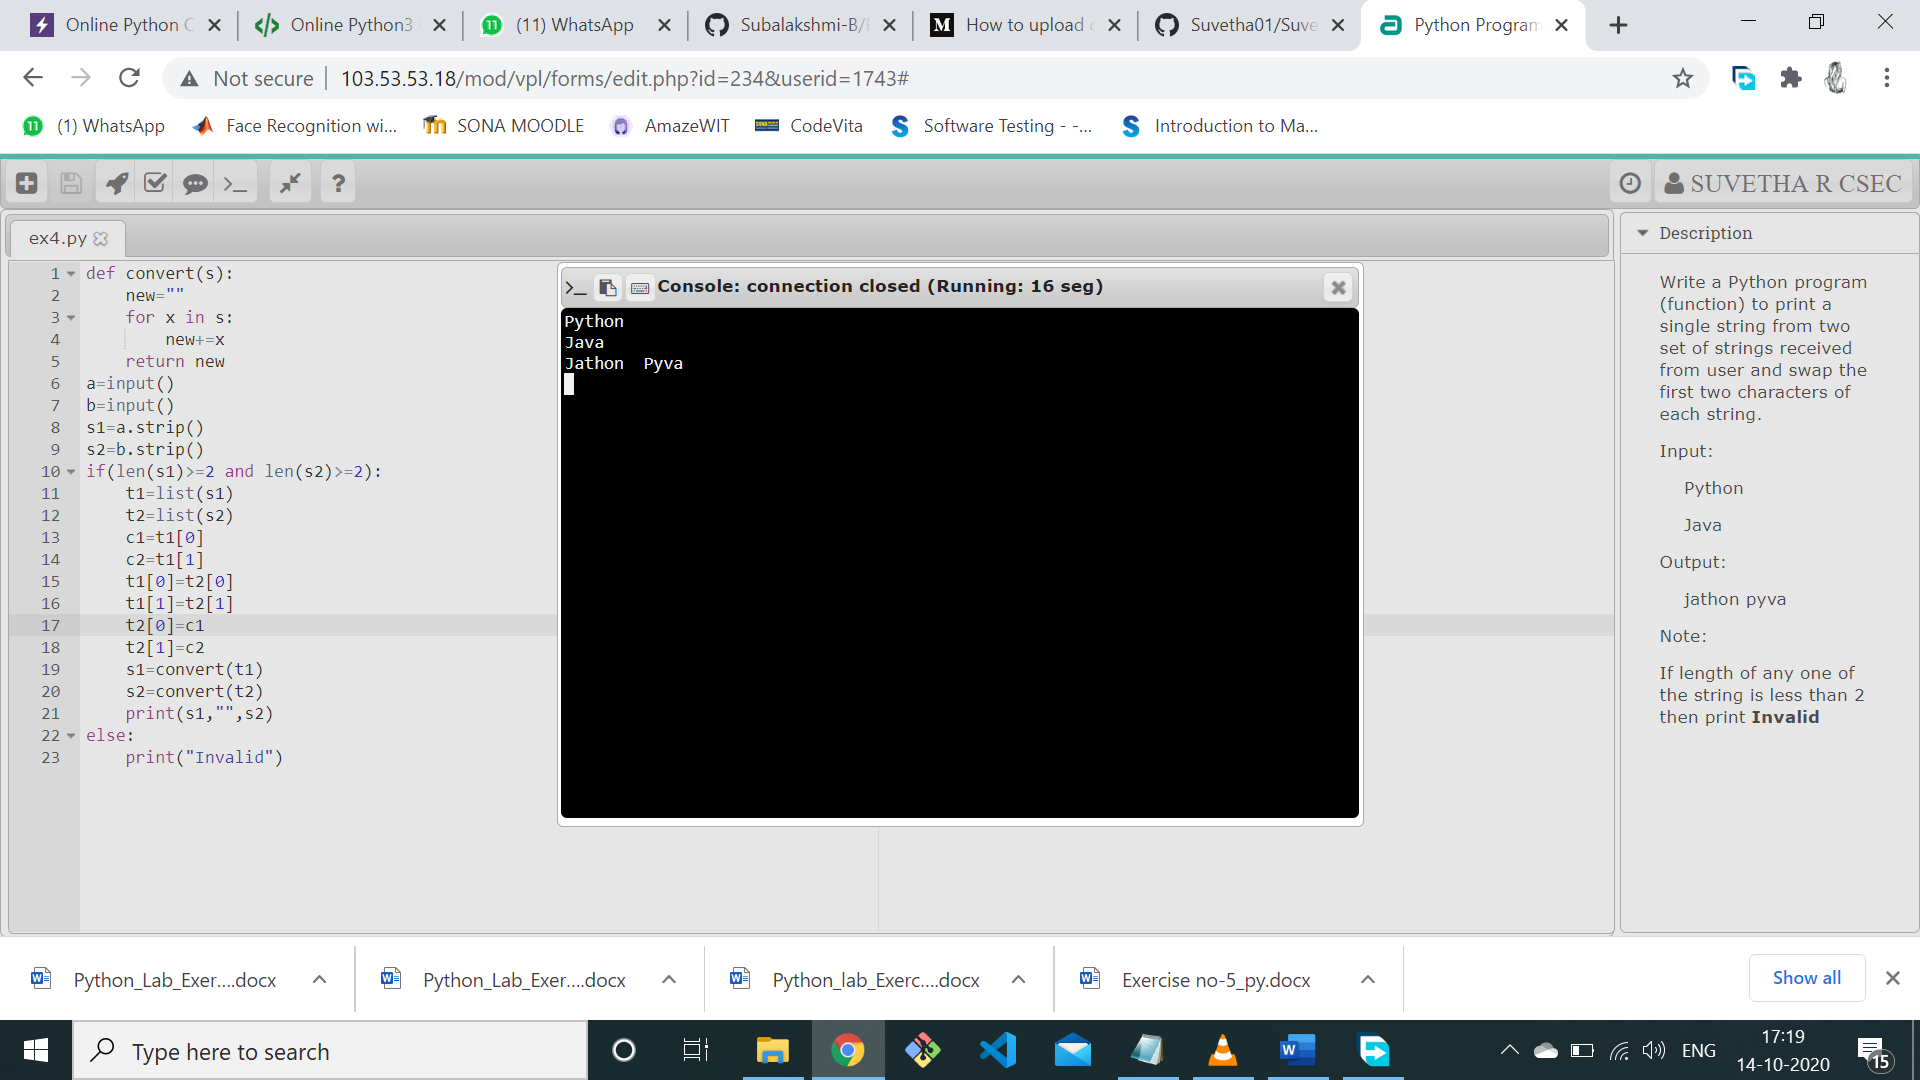 Online Python C
Online Python3
(11) WhatsApp
Subalakshmi-B/
How to upload
Suvetha01/Suve
Python Program
Not secure
103.53.53.18/mod/vpl/forms/edit.php?id=234&userid=1743#
(1) WhatsApp
Face Recognition wi...
SONA MOODLE
AmazeWIT
CodeVita
Software Testing - -...
Introduction to Ma...
SUVETHA R CSEC
ex4.py
1 def convert(s):
2 new=""
3 for x in s:
4 new+=x
5 return new
6 a=input()
7 b=input()
8 s1=a.strip()
9 s2=b.strip()
10 if(len(s1)>=2 and len(s2)>=2):
11 t1=list(s1)
12 t2=list(s2)
13 c1=t1[0]
14 c2=t1[1]
15 t1[0]=t2[0]
16 t1[1]=t2[1]
17 t2[0]=c1
18 t2[1]=c2
19 s1=convert(t1)
20 s2=convert(t2)
21 print(s1,"",s2)
22 else:
23 print("Invalid")
Console: connection closed (Running: 16 seg)
Python
Java
Jathon  Pyva
Description
Write a Python program
(function) to print a
single string from two
set of strings received
from user and swap the
first two characters of
each string.
Input:
Python
Java
Output:
jathon pyva
Note:
If length of any one of
the string is less than 2
then print Invalid
Python_Lab_Exer....docx
Python_Lab_Exer....docx
Python_lab_Exerc....docx
Exercise no-5_py.docx
Show all
Type here to search
ENG
17:19
14-10-2020
15